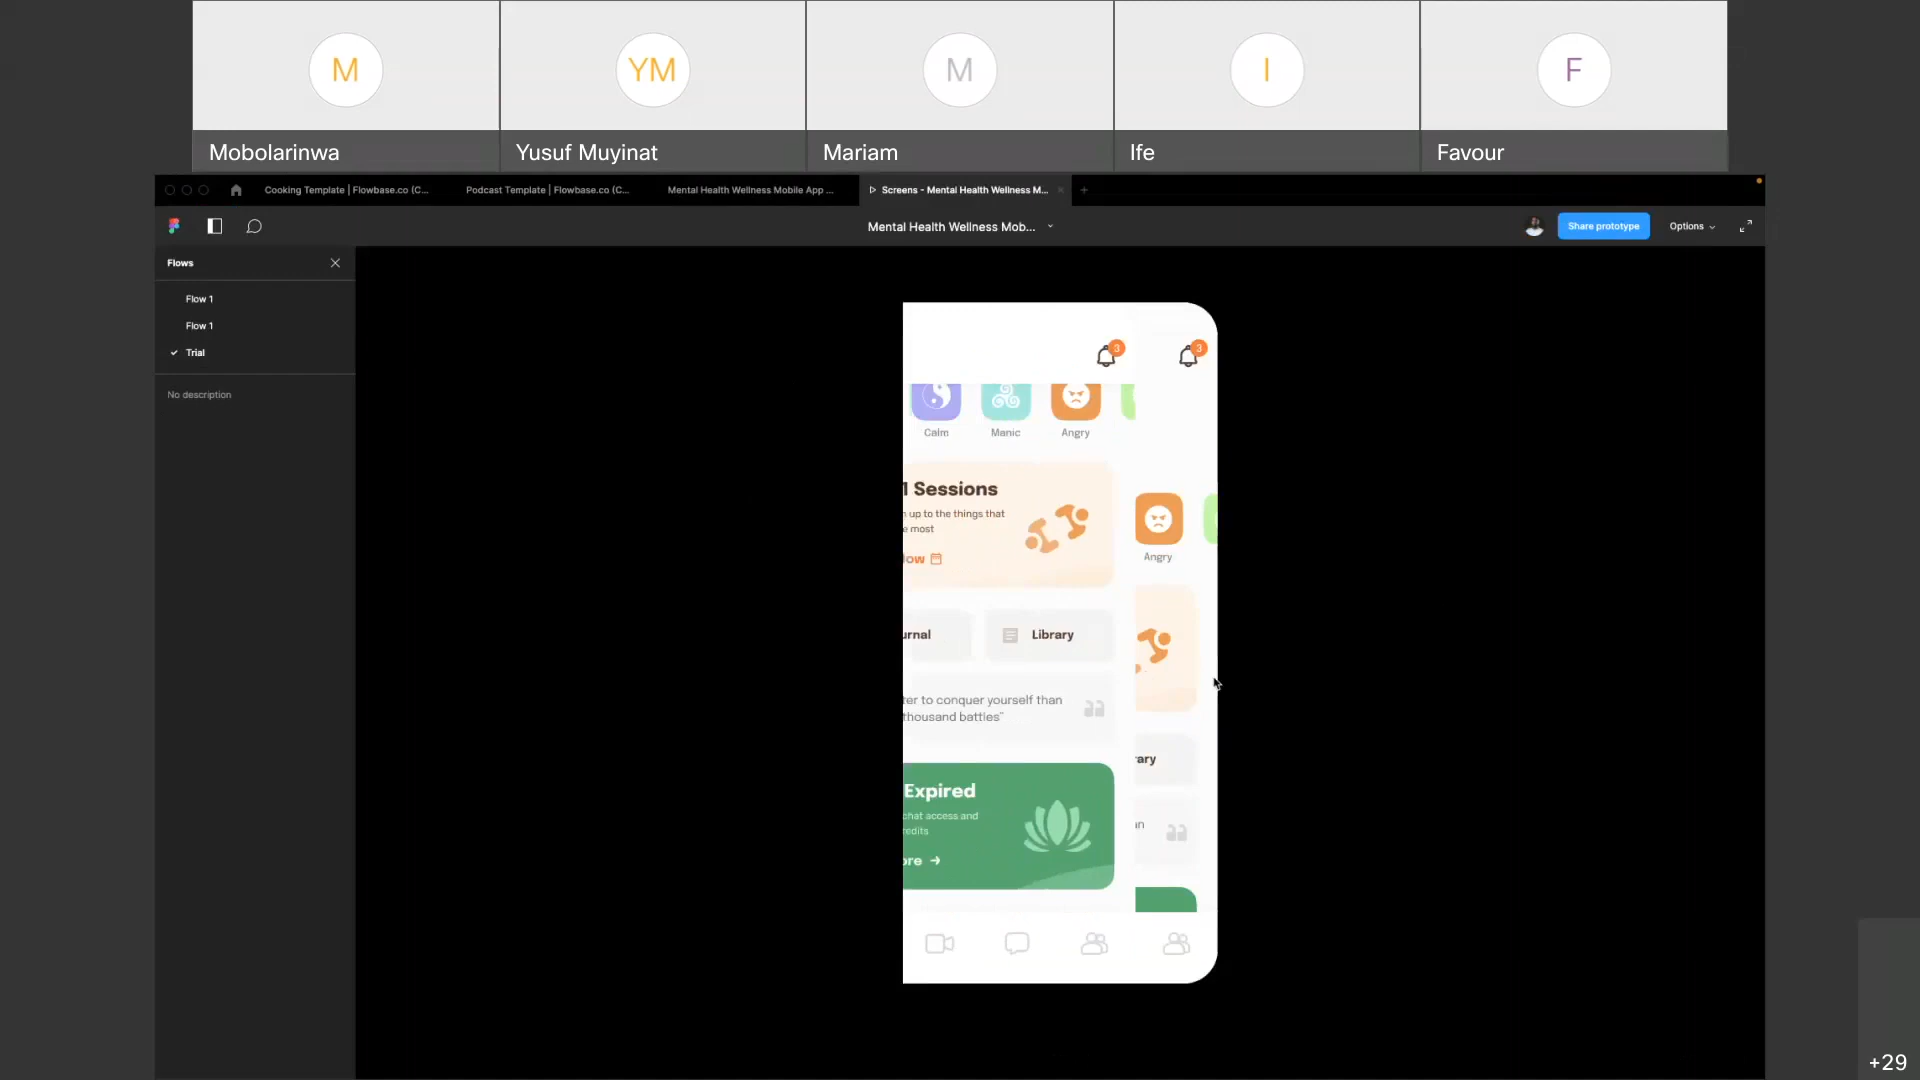 M
YM
M
I
F
Mobolarinwa
Yusuf Muyinat
Mariam
Ife
Favour
Cooking Template | Flowbase.co (C...
Podcast Template | Flowbase.co (C...
Mental Health Wellness Mobile App ...
Screens - Mental Health Wellness M...
Mental Health Wellness Mob...
Share prototype
Options
Flows
Flow 1
Flow 1
Trial
No description
3
3
Calm
Manic
Angry
1 Sessions
n up to the things that
e most
low
Angry
urnal
Library
ter to conquer yourself than
thousand battles”
ary
an
Expired
chat access and
redits
ore
+29